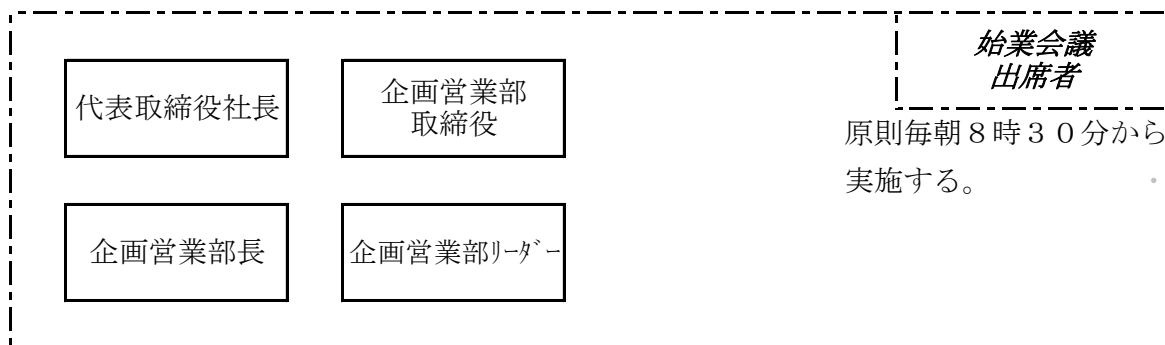 始業会議
出席者
代表取締役社長
企画営業部
取締役
原則毎朝８時３０分から
実施する。
企画営業部長
企画営業部ﾘｰﾀﾞｰ